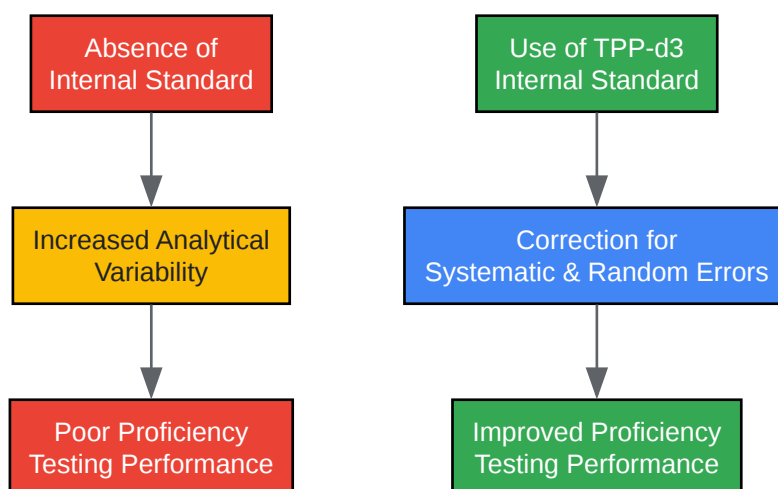 Absence of
Internal Standard
Increased Analytical
Variability
Poor Proficiency
Testing Performance
Use of TPP-d3
Internal Standard
Correction for
Systematic & Random Errors
Improved Proficiency
Testing Performance